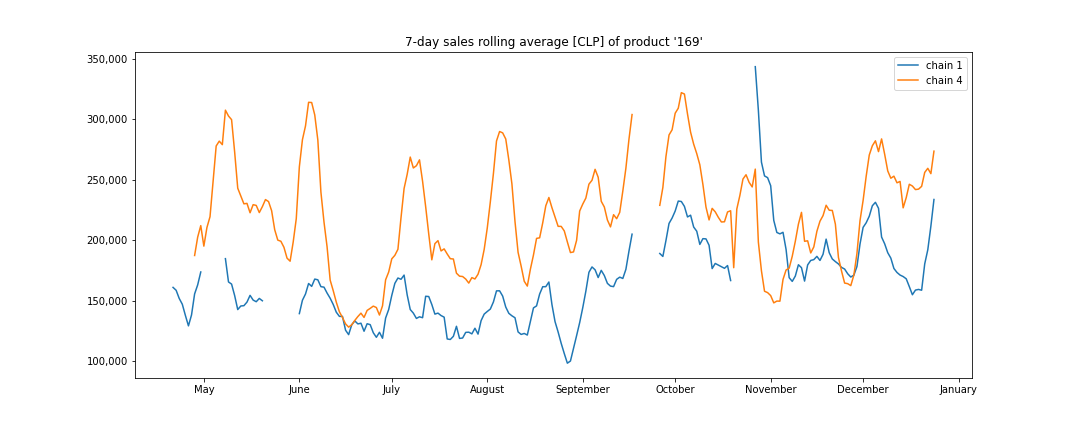 7-day sales rolling average [CLP] of product '169'
350,000
300,000
250,000
200,000
150,000
100,000
chain 1
chain 4
May June July August September October November December January